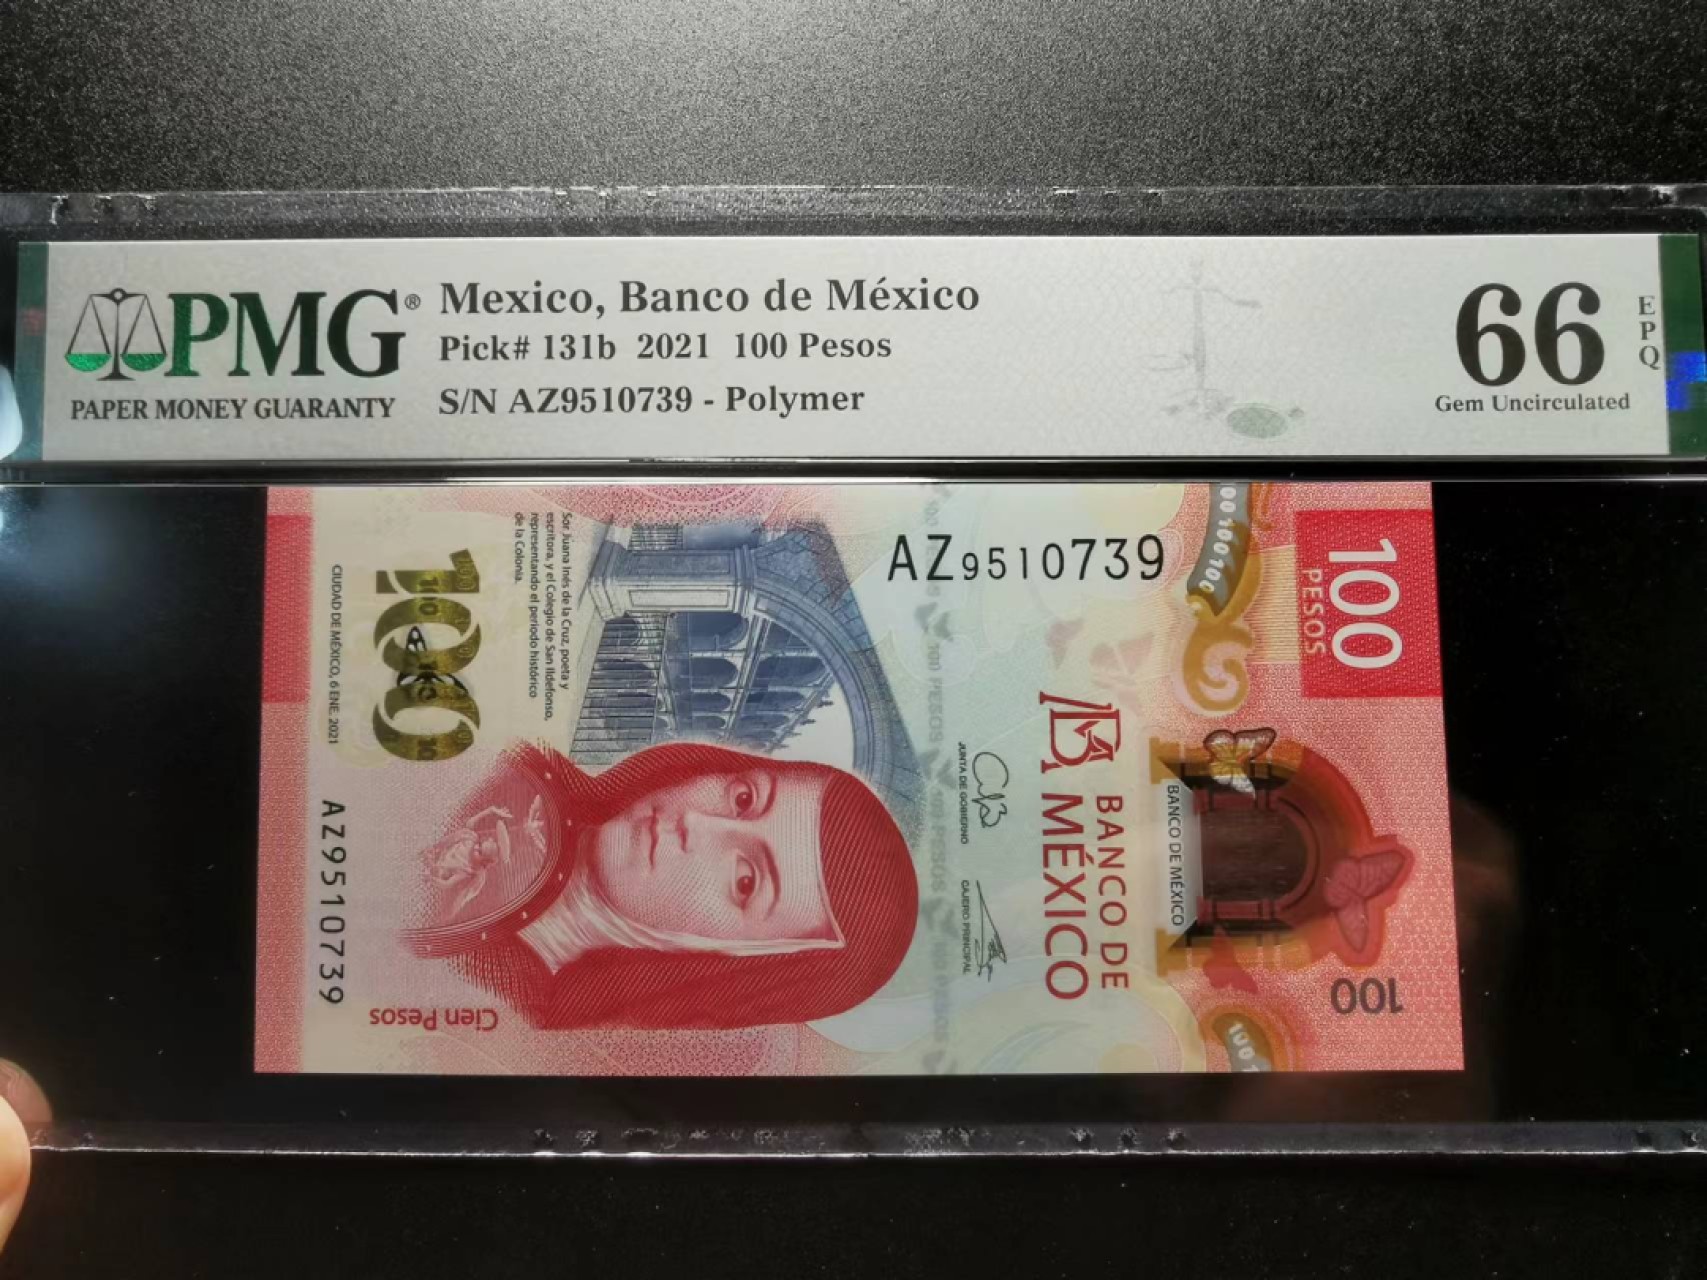 PMG®
PAPER MONEY GUARANTY
Mexico, Banco de México
Pick# 131b 2021 100 Pesos
S/N AZ9510739 - Polymer
66
EPQ
Gem Uncirculated
AZ9510739
100
PESOS
100
Sor Juana Inés de la Cruz, poeta y
escritora, y el Colegio de San Ildefonso,
representando el periodo histórico
de la Colonia.
CIUDAD DE MÉXICO, 6 ENE. 2021
AZ9510739
Cien Pesos
JUNTA DE GOBIERNO
CAJERO PRINCIPAL
BANCO DE
MÉXICO
BANCO DE MÉXICO
100 PESOS
100